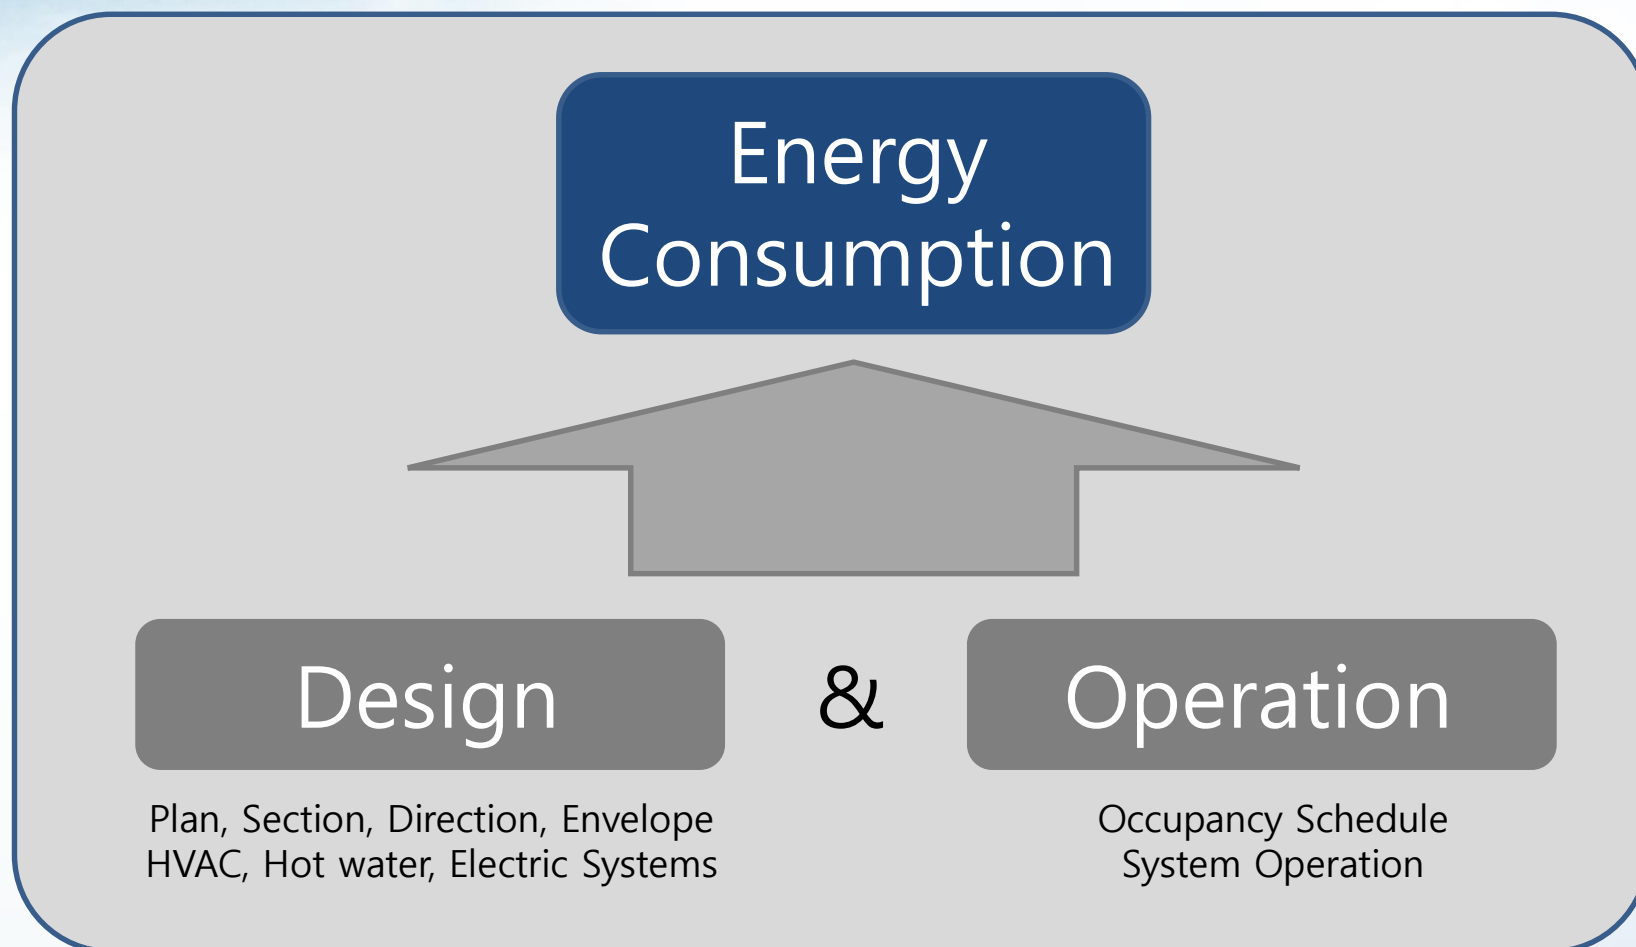 Energy
Consumption
Design
&
Operation
Plan, Section, Direction, Envelope
HVAC, Hot water, Electric Systems
Occupancy Schedule
System Operation